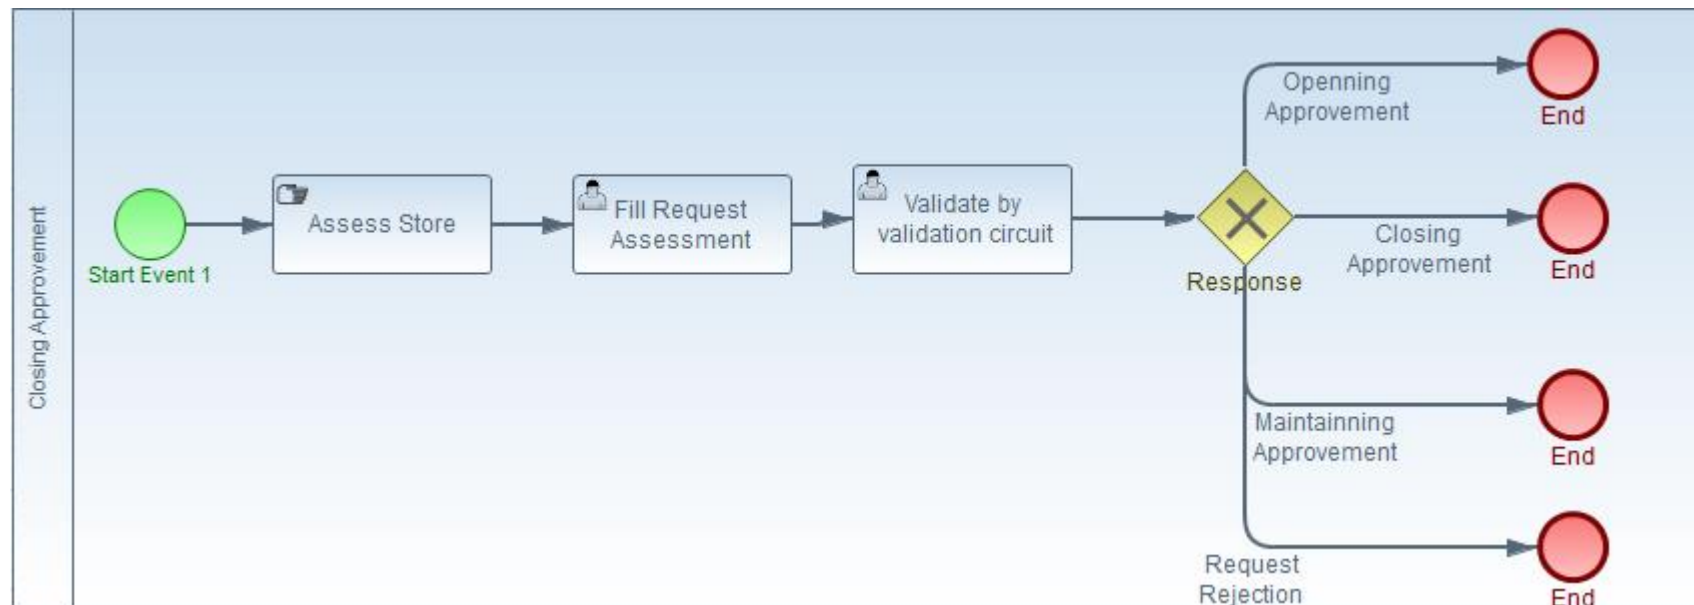 Closing Approvement
Start Event 1
Assess Store
Fill Request
Assessment
Validate by
validation circuit
Response
Openning
Approvement
End
Closing
Approvement
End
Maintainning
Approvement
End
Request
Rejection
End